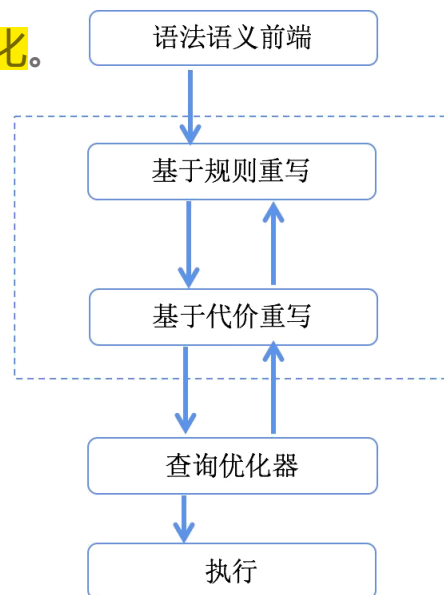 语法语义前端
化。
基于规则重写
基于代价重写
查询优化器
执行